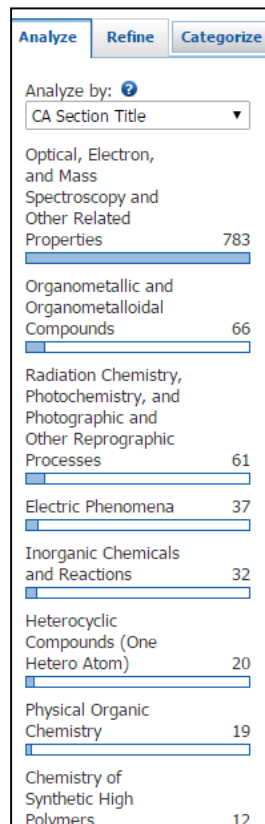 Analyze Refine Categorize
Analyze by: ?
CA Section Title ▼
Optical, Electron,
and Mass
Spectroscopy and
Other Related
Properties 783
Organometallic and
Organometalloidal
Compounds 66
Radiation Chemistry,
Photochemistry, and
Photographic and
Other Reprographic
Processes 61
Electric Phenomena 37
Inorganic Chemicals
and Reactions 32
Heterocyclic
Compounds (One
Hetero Atom) 20
Physical Organic
Chemistry 19
Chemistry of
Synthetic High
Polymers 12